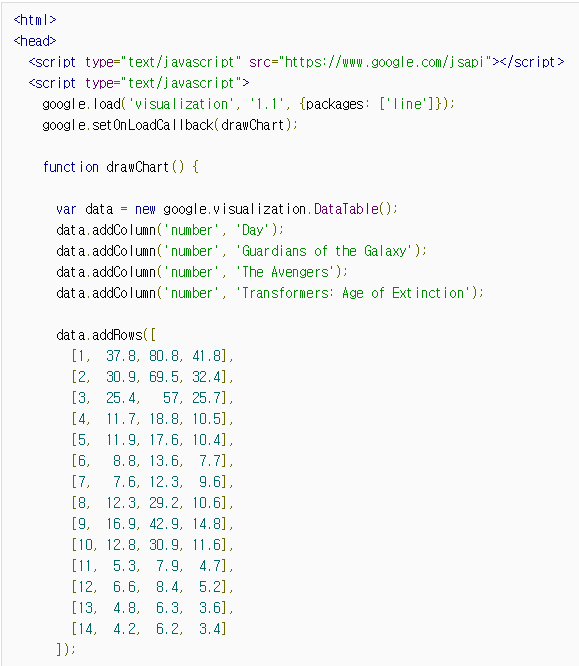 <html>
<head>
  <script type="text/javascript" src="https://www.google.com/jsapi"></script>
  <script type="text/javascript">
    google.load('visualization', '1.1', {packages: ['line']});
    google.setOnLoadCallback(drawChart);

    function drawChart() {

      var data = new google.visualization.DataTable();
      data.addColumn('number', 'Day');
      data.addColumn('number', 'Guardians of the Galaxy');
      data.addColumn('number', 'The Avengers');
      data.addColumn('number', 'Transformers: Age of Extinction');

      data.addRows([
        [1,  37.8, 80.8, 41.8],
        [2,  30.9, 69.5, 32.4],
        [3,  25.4,   57, 25.7],
        [4,  11.7, 18.8, 10.5],
        [5,  11.9, 17.6, 10.4],
        [6,   8.8, 13.6,  7.7],
        [7,   7.6, 12.3,  9.6],
        [8,  12.3, 29.2, 10.6],
        [9,  16.9, 42.9, 14.8],
        [10, 12.8, 30.9, 11.6],
        [11,  5.3,  7.9,  4.7],
        [12,  6.6,  8.4,  5.2],
        [13,  4.8,  6.3,  3.6],
        [14,  4.2,  6.2,  3.4]
      ]);